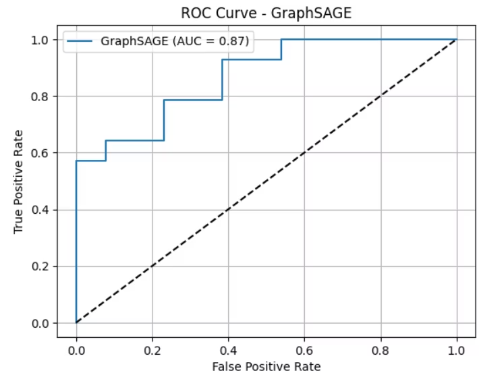 ROC Curve - GraphSAGE
GraphSAGE (AUC = 0.87)
True Positive Rate
1.0
0.8
0.6
0.4
0.2
0.0
0.0 0.2 0.4 0.6 0.8 1.0
False Positive Rate